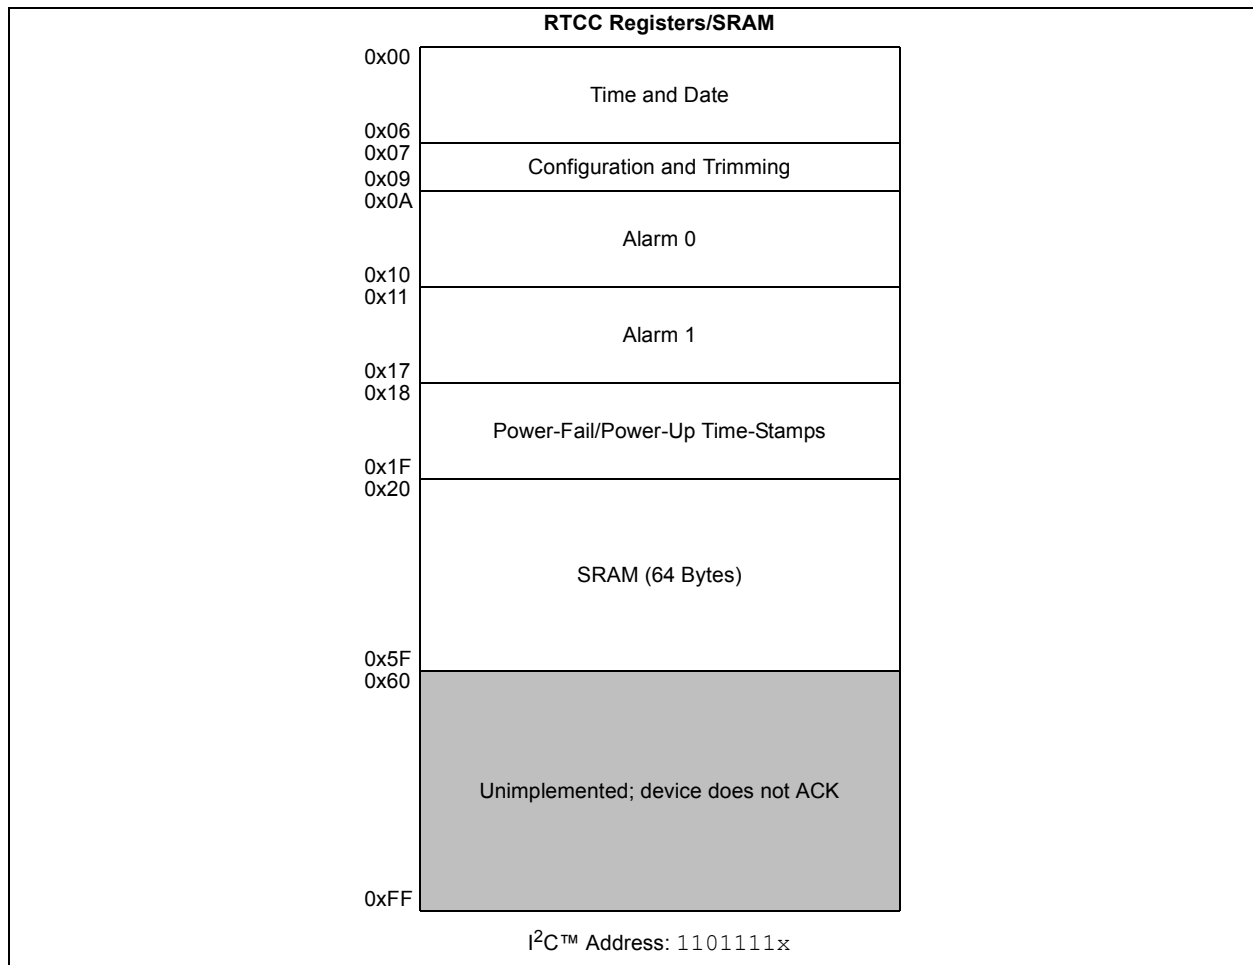 RTCC Registers/SRAM
0x00
Time and Date
0x06
0x07
Configuration and Trimming
0x09
0x0A
Alarm 0
0x10
0x11
Alarm 1
0x17
0x18
Power-Fail/Power-Up Time-Stamps
0x1F
0x20
SRAM (64 Bytes)
0x5F
0x60
Unimplemented; device does not ACK
0xFF
I²C™ Address: 1101111x